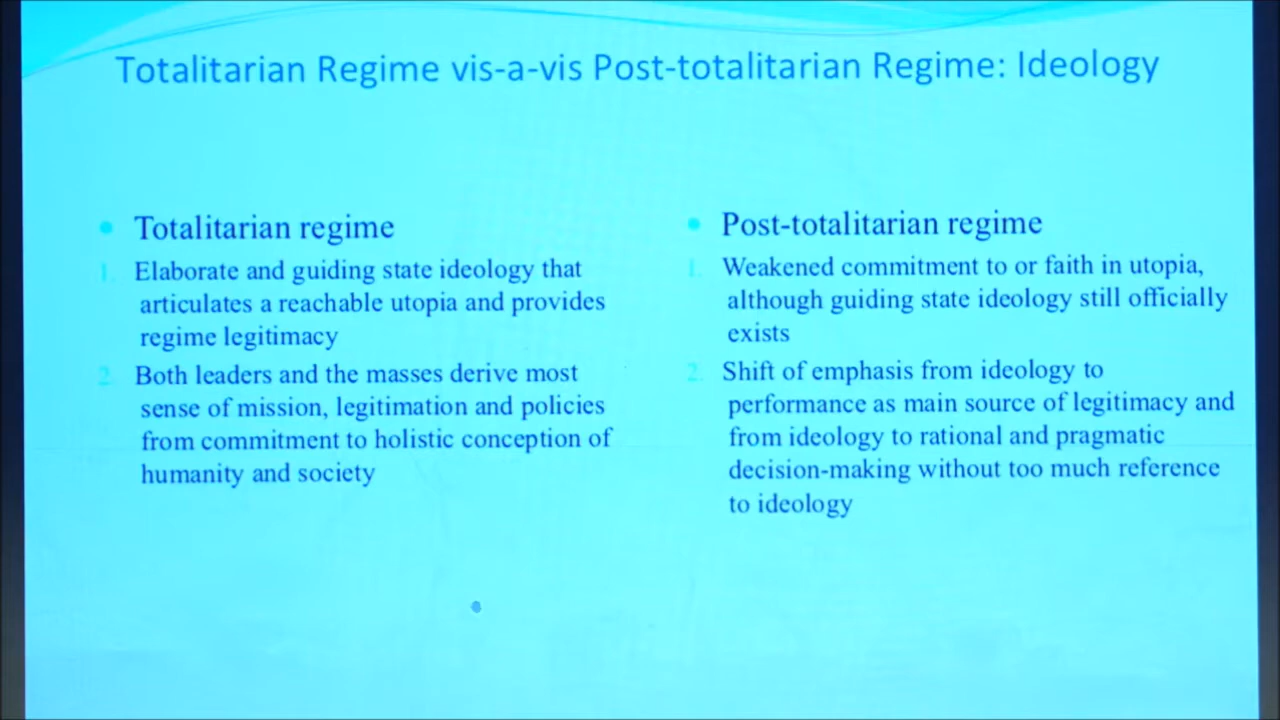 Totalitarian Regime vis-a-vis Post-totalitarian Regime: Ideology
• Totalitarian regime
1. Elaborate and guiding state ideology that
articulates a reachable utopia and provides
regime legitimacy
2. Both leaders and the masses derive most
sense of mission, legitimation and policies
from commitment to holistic conception of
humanity and society
• Post-totalitarian regime
1. Weakened commitment to or faith in utopia,
although guiding state ideology still officially
exists
2. Shift of emphasis from ideology to
performance as main source of legitimacy and
from ideology to rational and pragmatic
decision-making without too much reference
to ideology